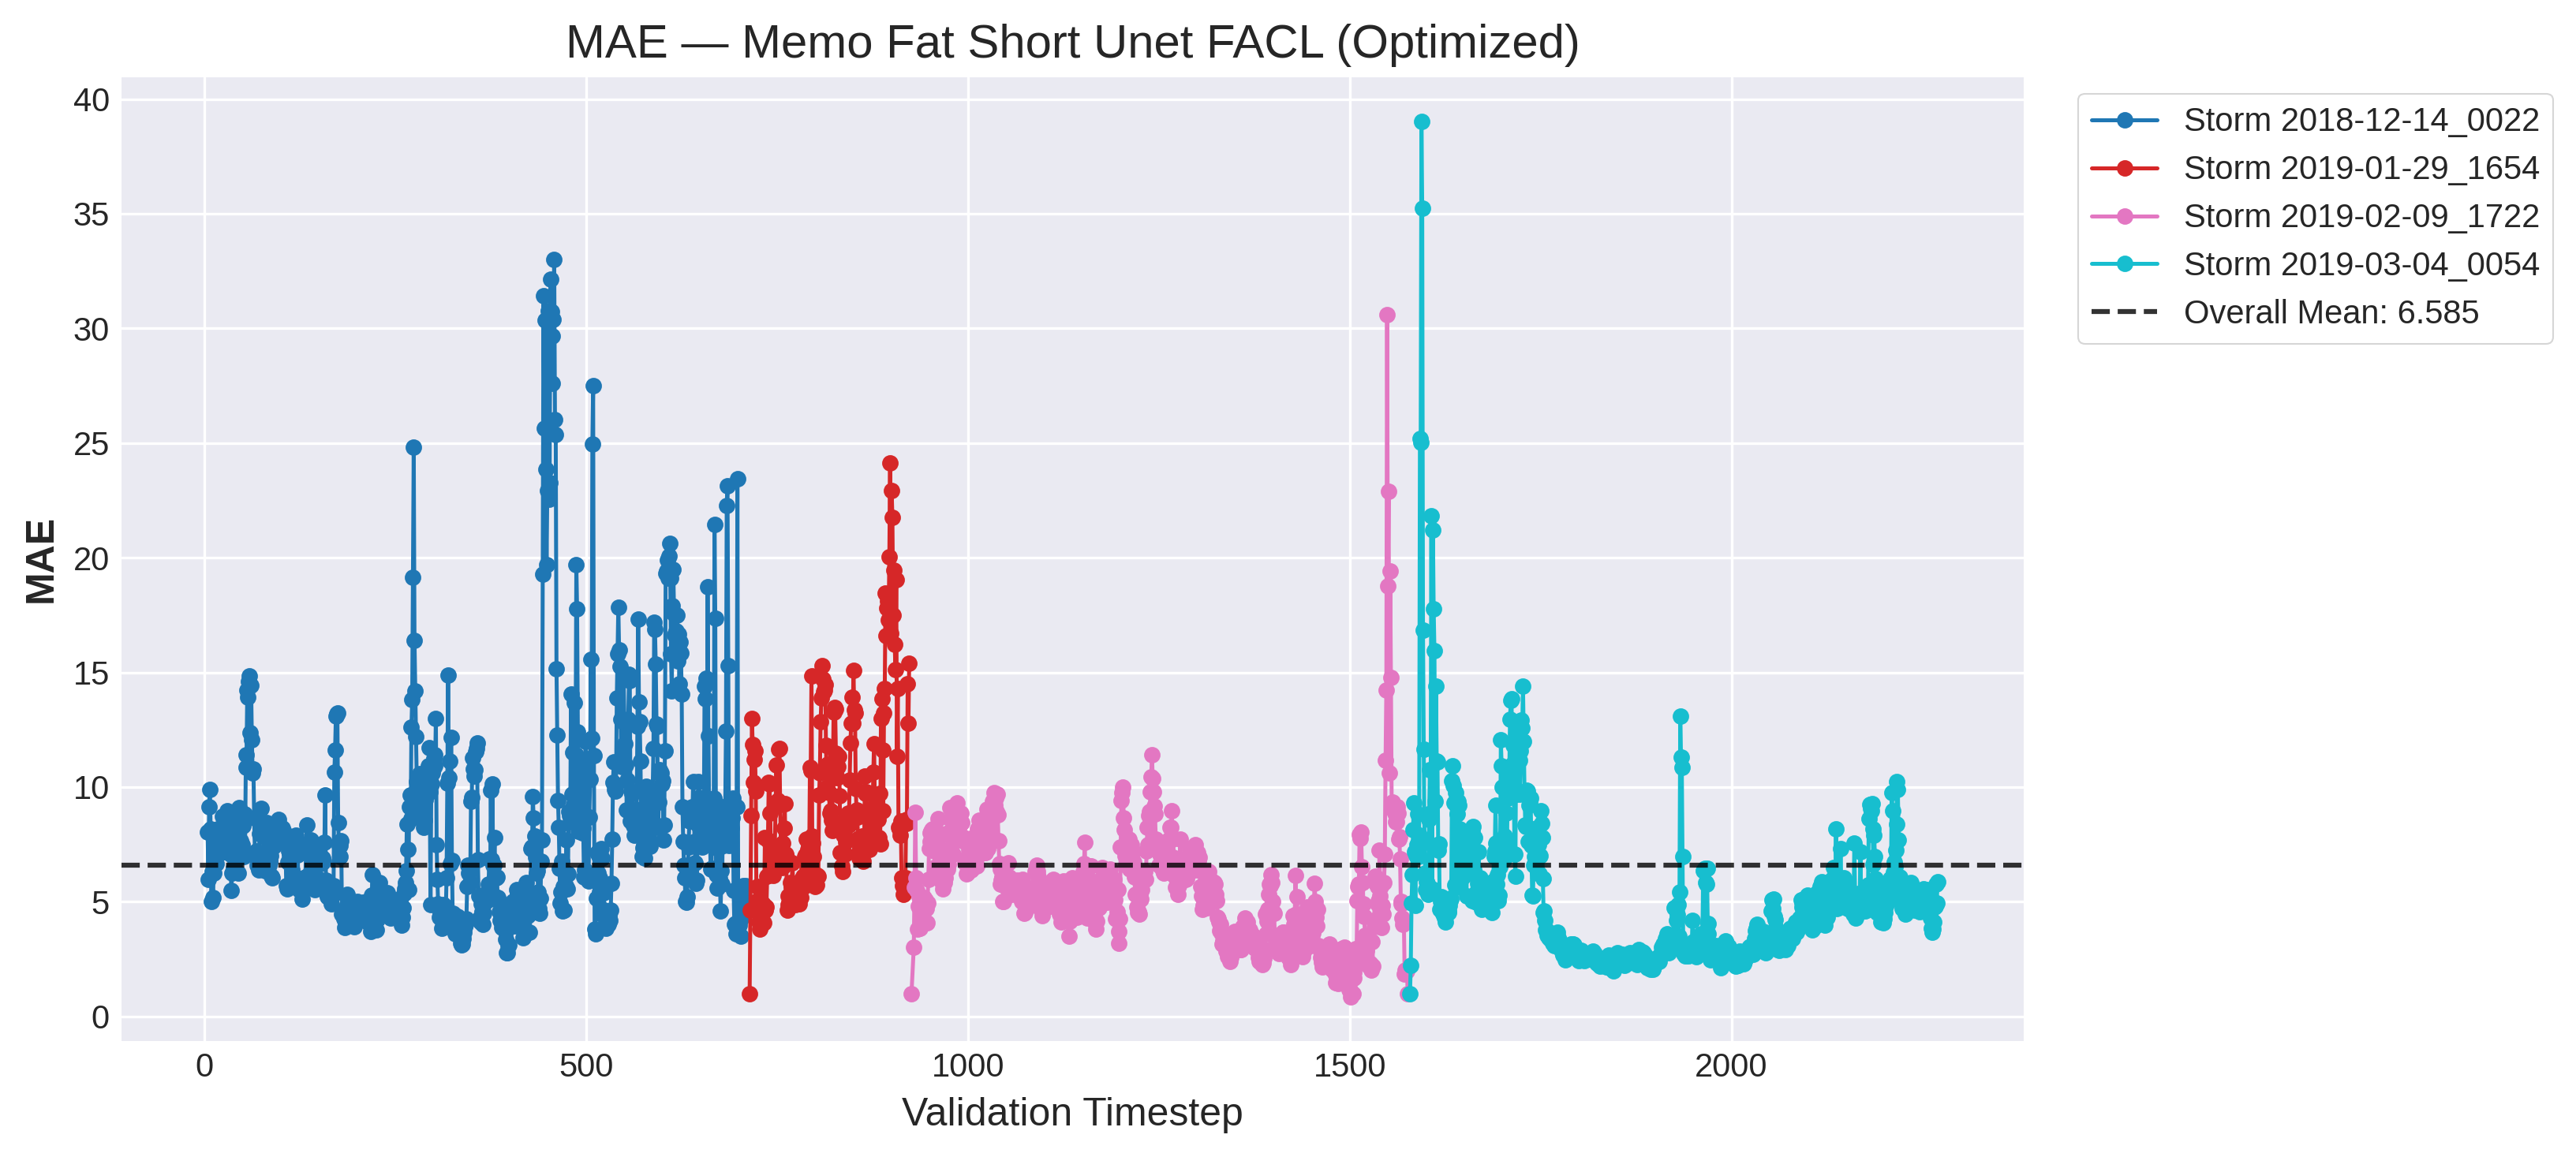 MAE — Memo Fat Short Unet FACL (Optimized)
40
35
30
25
20
15
10
5
0
MAE
0 500 1000 1500 2000
Validation Timestep
Storm 2018-12-14_0022
Storm 2019-01-29_1654
Storm 2019-02-09_1722
Storm 2019-03-04_0054
Overall Mean: 6.585